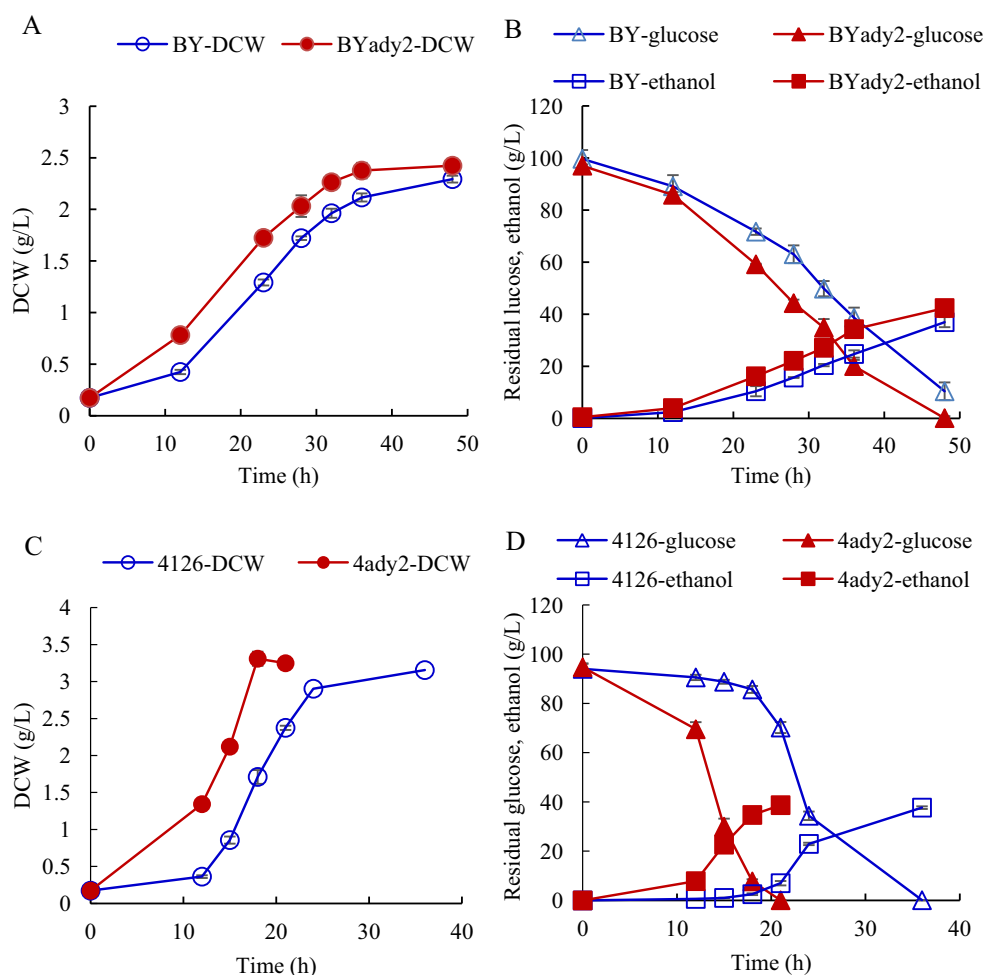 A
BY-DCW BYady2-DCW
3
2.5
2
1.5
1
0.5
0
DCW (g/L)
0 10 20 30 40 50
Time (h)
B
BY-glucose BYady2-glucose
BY-ethanol BYady2-ethanol
120
100
80
60
40
20
0
Residual lucose, ethanol (g/L)
0 10 20 30 40 50
Time (h)
C
4126-DCW 4ady2-DCW
4
3.5
3
2.5
2
1.5
1
0.5
0
DCW (g/L)
0 10 20 30 40
Time (h)
D
4126-glucose 4ady2-glucose
4126-ethanol 4ady2-ethanol
120
100
80
60
40
20
0
Residual glucose, ethanol (g/L)
0 10 20 30 40
Time (h)